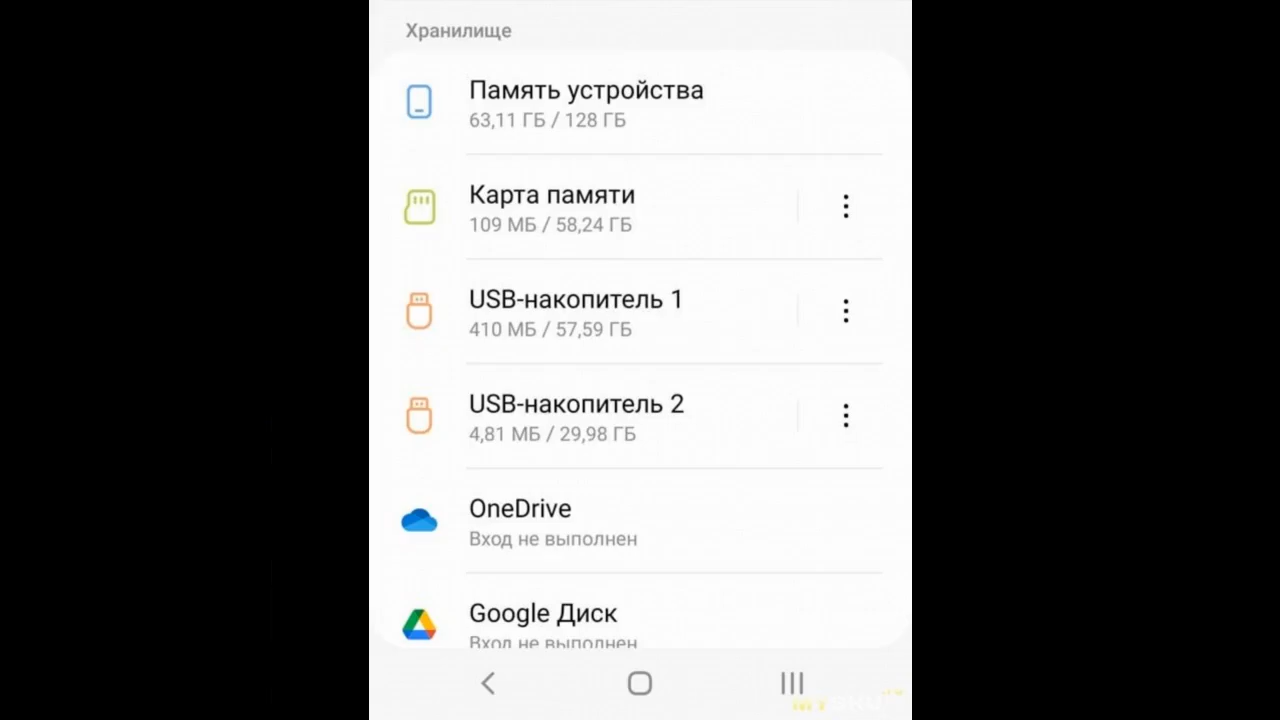 Хранилище
Память устройства
63,11 ГБ / 128 ГБ
Карта памяти
109 МБ / 58,24 ГБ
USB-накопитель 1
410 МБ / 57,59 ГБ
USB-накопитель 2
4,81 МБ / 29,98 ГБ
OneDrive
Вход не выполнен
Google Диск
Вход не выполнен